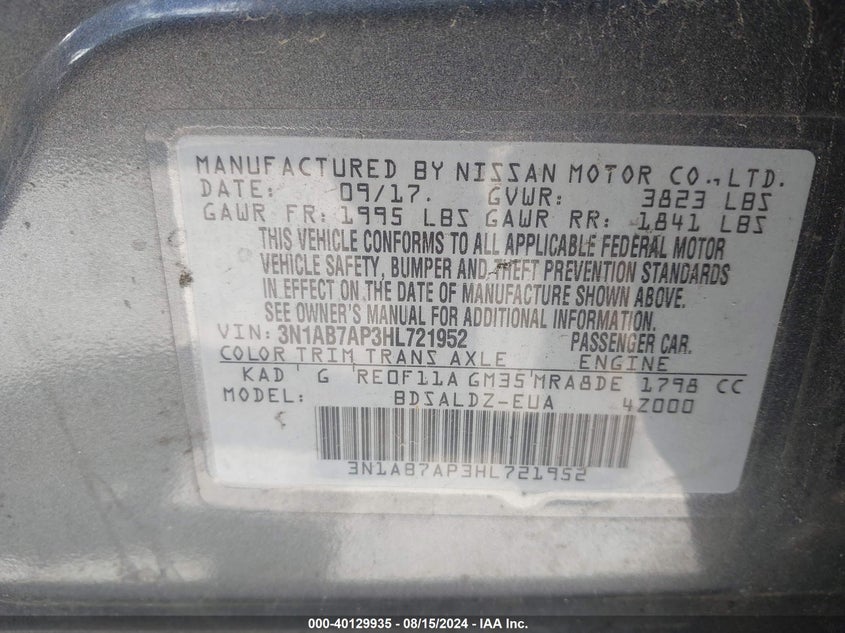 MANUFACTURED BY NISSAN MOTOR CO., LTD.
DATE: 09/17. GVWR: 3823 LBS
GAWR FR: 1995 LBS GAWR RR: 1841 LBS
THIS VEHICLE CONFORMS TO ALL APPLICABLE FEDERAL MOTOR
VEHICLE SAFETY, BUMPER AND THEFT PREVENTION STANDARDS
IN EFFECT ON THE DATE OF MANUFACTURE SHOWN ABOVE.
SEE OWNER'S MANUAL FOR ADDITIONAL INFORMATION.
VIN: 3N1AB7AP3HL721952 PASSENGER CAR.
COLOR TRIM TRANS AXLE ENGINE
KAD G RE0F11A GM35 MRA8DE 1798 CC
MODEL: BDSALDZ-EUA 4Z000
3N1AB7AP3HL721952
000-40129935 - 08/15/2024 - IAA Inc.